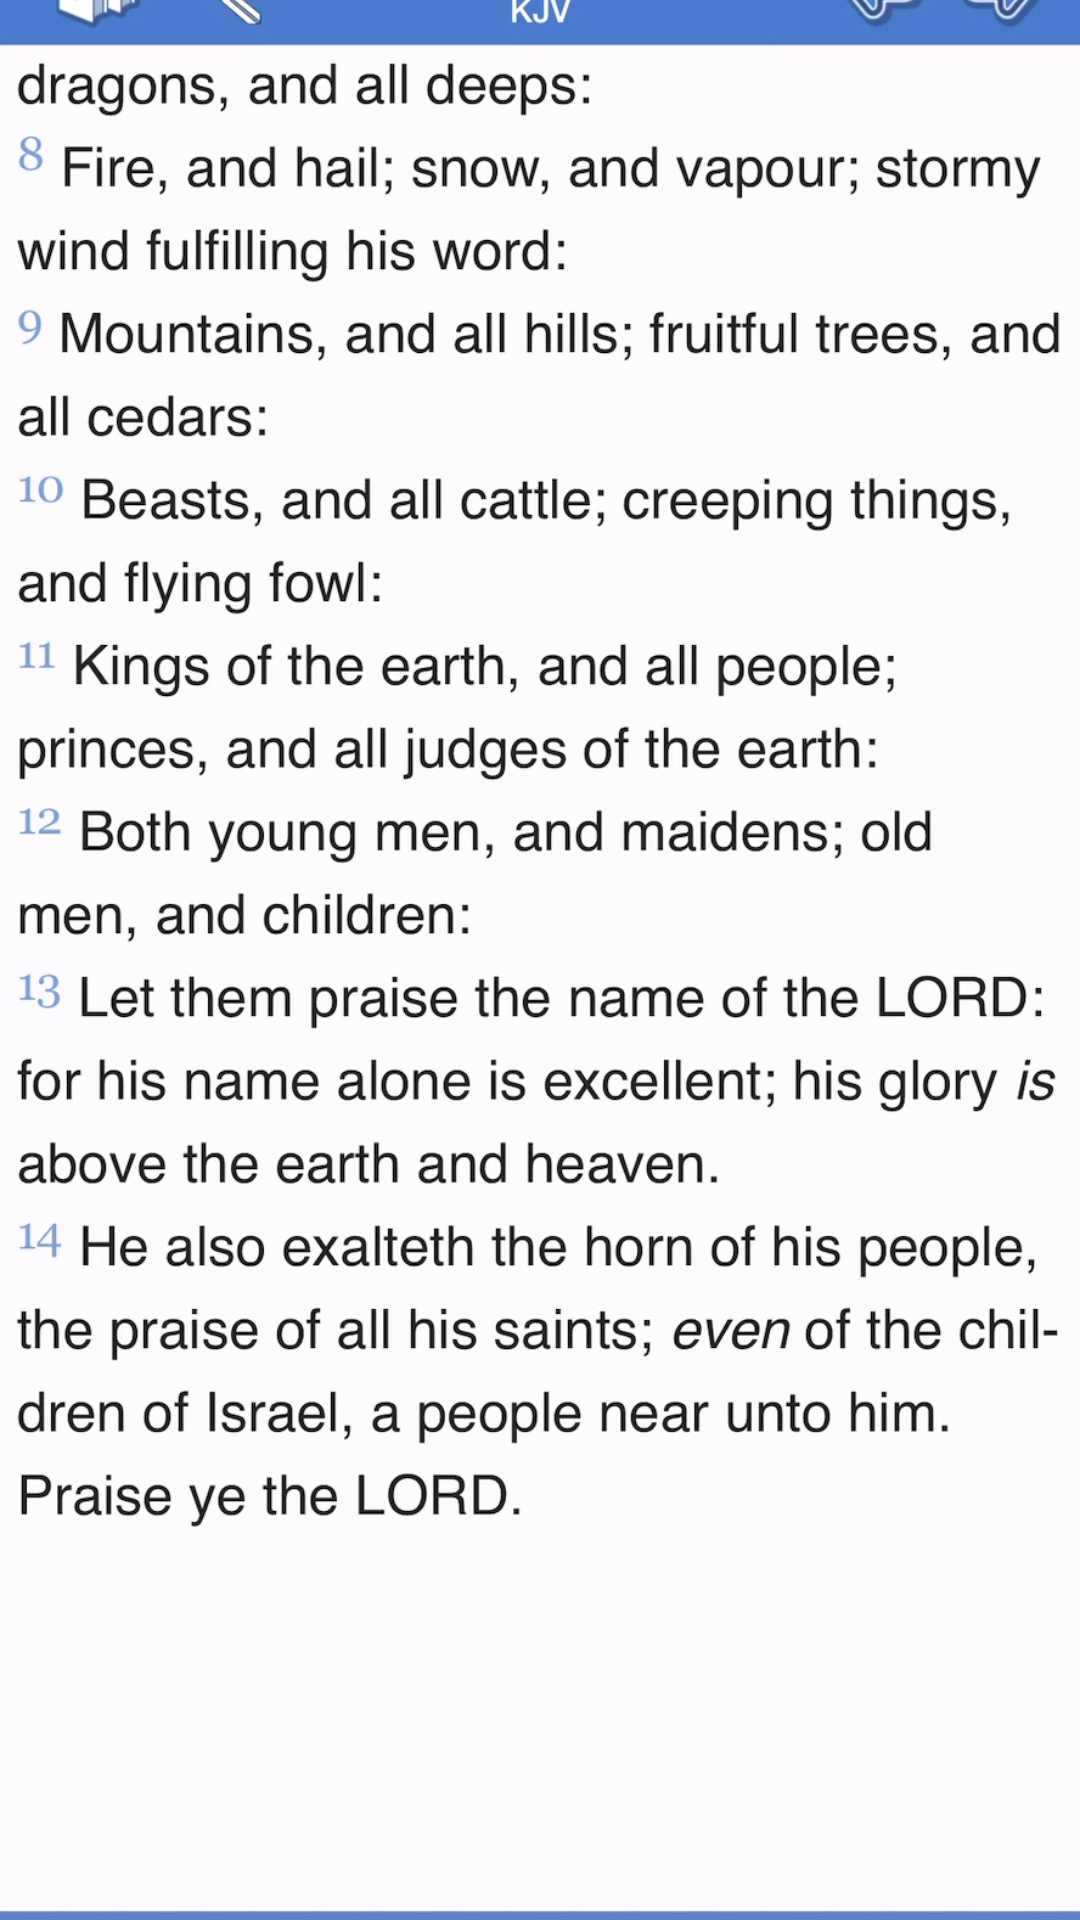 KJV
dragons, and all deeps:
8 Fire, and hail; snow, and vapour; stormy
wind fulfilling his word:
9 Mountains, and all hills; fruitful trees, and
all cedars:
10 Beasts, and all cattle; creeping things,
and flying fowl:
11 Kings of the earth, and all people;
princes, and all judges of the earth:
12 Both young men, and maidens; old
men, and children:
13 Let them praise the name of the LORD:
for his name alone is excellent; his glory is
above the earth and heaven.
14 He also exalteth the horn of his people,
the praise of all his saints; even of the chil-
dren of Israel, a people near unto him.
Praise ye the LORD.